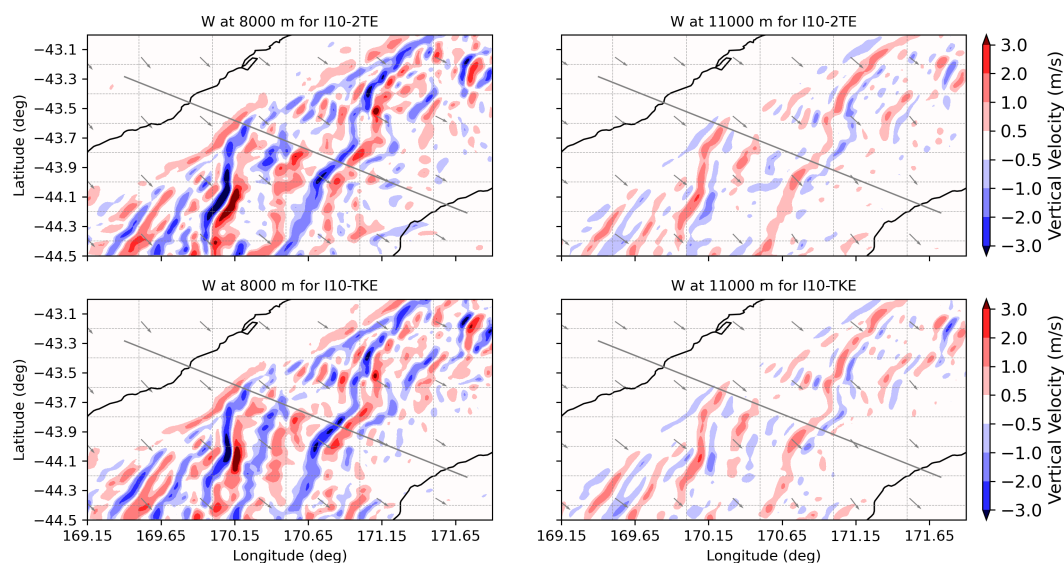 W at 8000 m for I10-2TE
W at 11000 m for I10-2TE
Latitude (deg)
−43.1
−43.3
−43.5
−43.7
−43.9
−44.1
−44.3
−44.5
3.0
2.0
1.0
0.5
−0.5
−1.0
−2.0
−3.0
Vertical Velocity (m/s)
W at 8000 m for I10-TKE
W at 11000 m for I10-TKE
Latitude (deg)
−43.1
−43.3
−43.5
−43.7
−43.9
−44.1
−44.3
−44.5
3.0
2.0
1.0
0.5
−0.5
−1.0
−2.0
−3.0
Vertical Velocity (m/s)
169.15 169.65 170.15 170.65 171.15 171.65
169.15 169.65 170.15 170.65 171.15 171.65
Longitude (deg)
Longitude (deg)